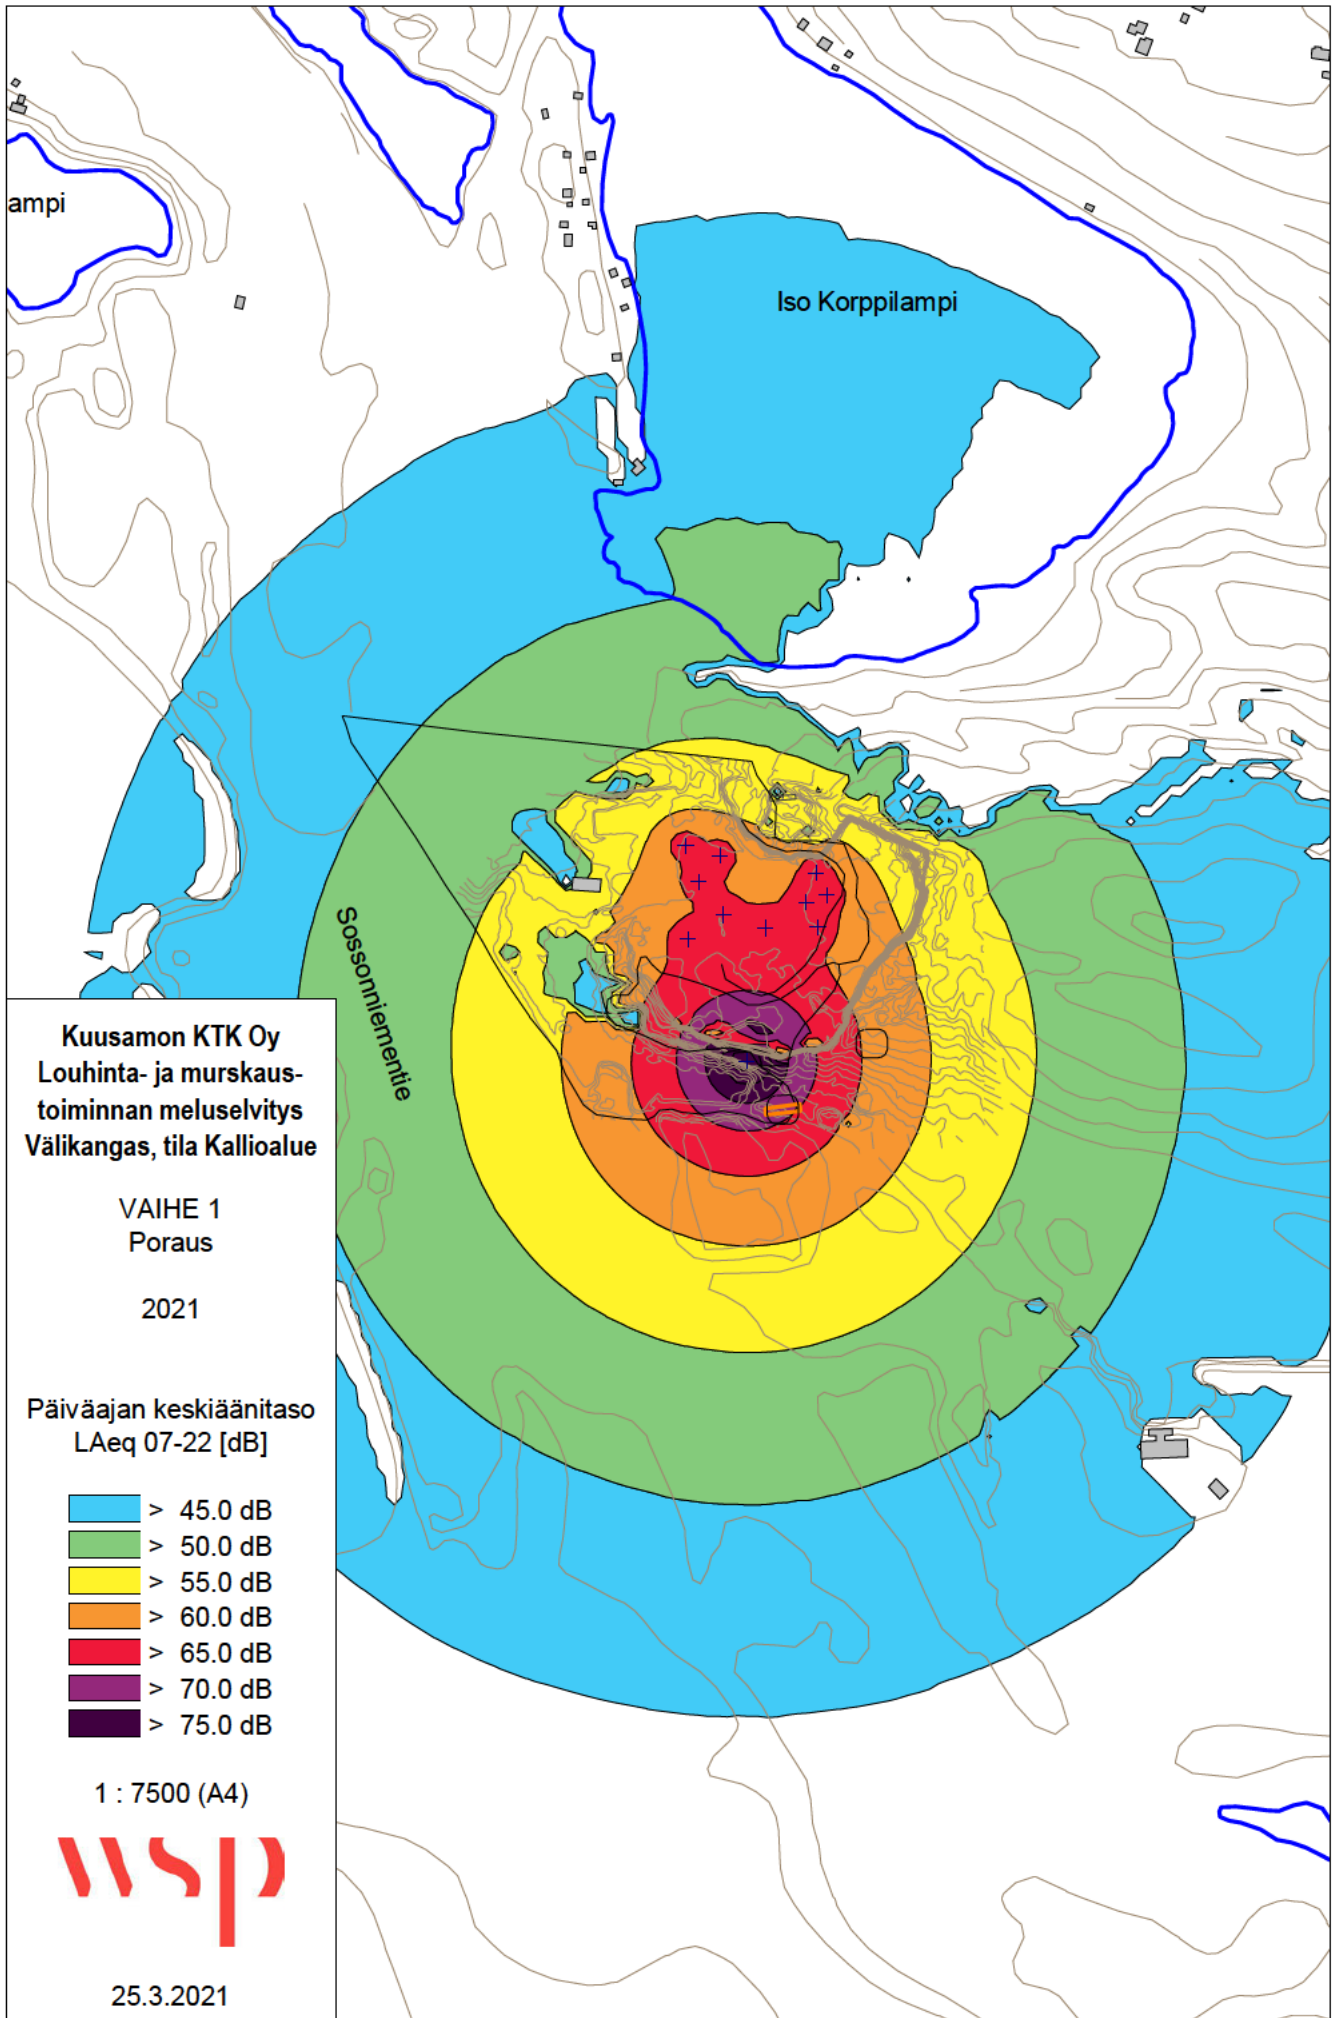 ampi
Iso Korppilampi
Sossonniementie
Kuusamon KTK Oy
Louhinta- ja murskaus-
toiminnan meluselvitys
Välikangas, tila Kallioalue
VAIHE 1
Poraus
2021
Päiväajan keskiäänitaso
LAeq 07-22 [dB]
> 45.0 dB
> 50.0 dB
> 55.0 dB
> 60.0 dB
> 65.0 dB
> 70.0 dB
> 75.0 dB
1 : 7500 (A4)
wsp
25.3.2021